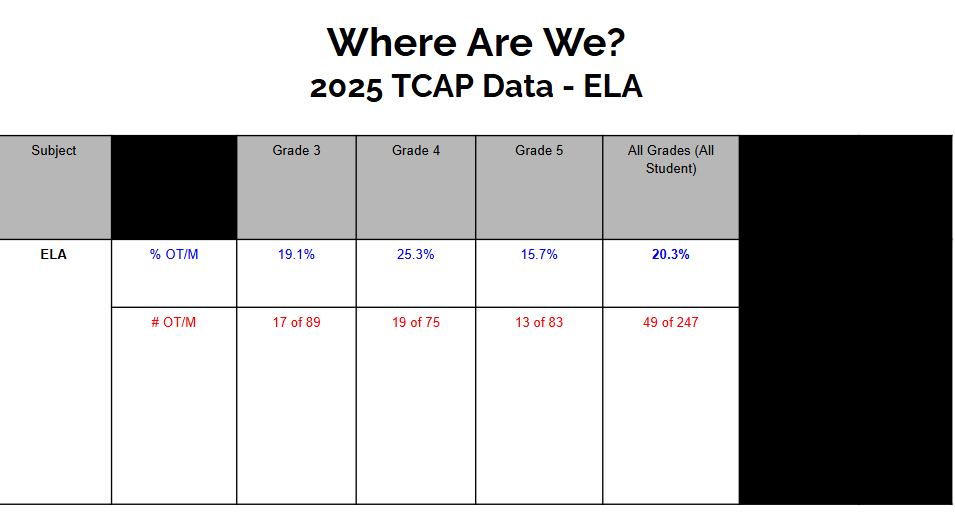 Where Are We?
2025 TCAP Data - ELA
Subject
Grade 3
Grade 4
Grade 5
All Grades (All
Student)
ELA
% OT/M
19.1%
25.3%
15.7%
20.3%
# OT/M
17 of 89
19 of 75
13 of 83
49 of 247